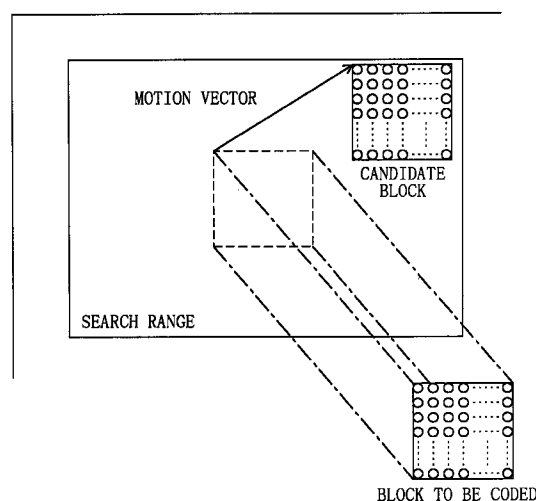 MOTION VECTOR
CANDIDATE
BLOCK
SEARCH RANGE
BLOCK TO BE CODED